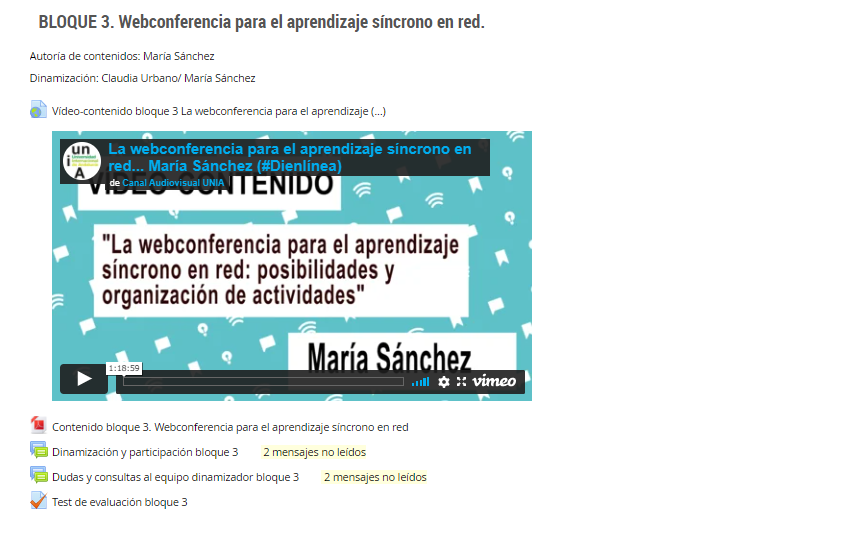 BLOQUE 3. Webconferencia para el aprendizaje síncrono en red.
Autoría de contenidos: María Sánchez
Dinamización: Claudia Urbano/ María Sánchez
Vídeo-contenido bloque 3 La webconferencia para el aprendizaje (...)
un
i A
La webconferencia para el aprendizaje síncrono en
red... María Sánchez (#Dienlinea)
de Canal Audiovisual UNIA
VÍDEO-CONTENIDO
"La webconferencia para el aprendizaje
síncrono en red: posibilidades y
organización de actividades"
María Sánchez
1:18:59
vimeo
Contenido bloque 3. Webconferencia para el aprendizaje síncrono en red
Dinamización y participación bloque 3 2 mensajes no leídos
Dudas y consultas al equipo dinamizador bloque 3 2 mensajes no leídos
Test de evaluación bloque 3